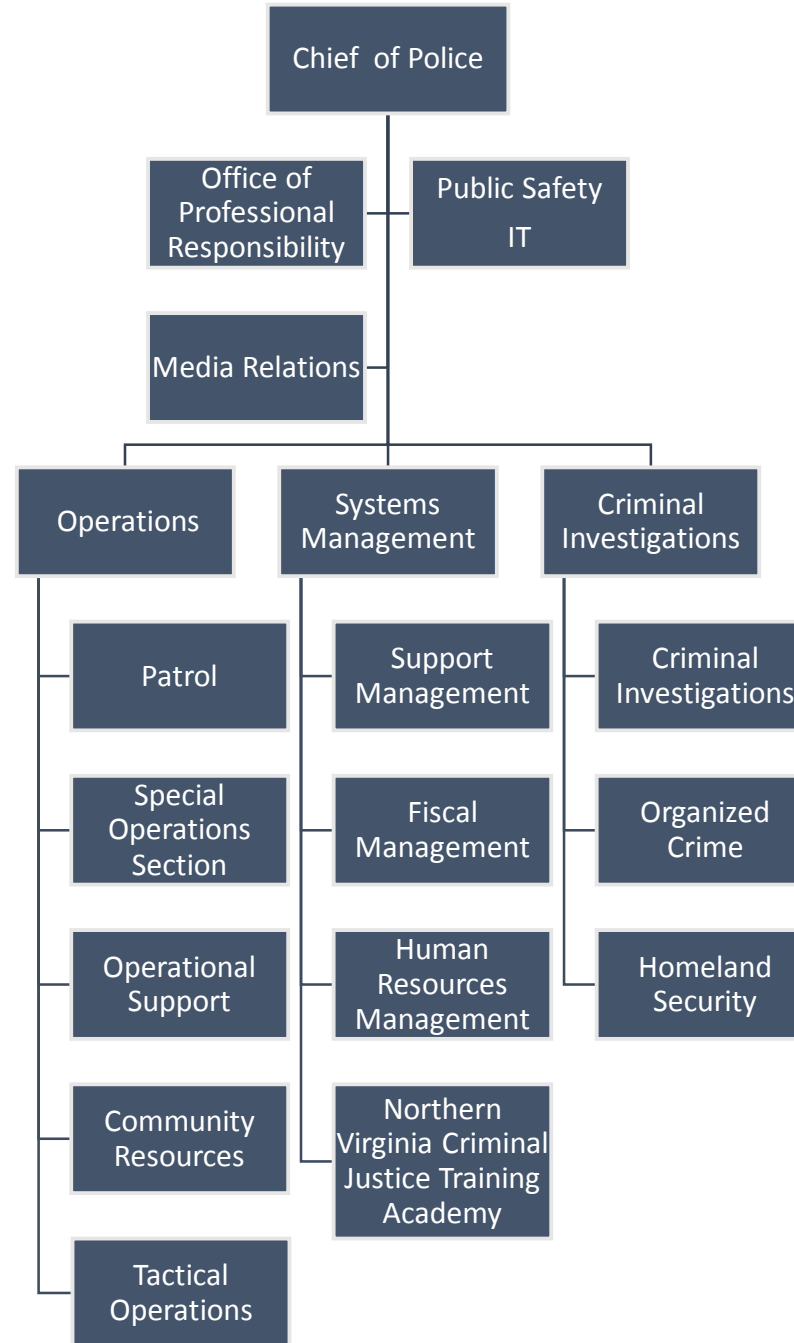 Chief of Police
Office of
Professional
Responsibility
Public Safety
IT
Media Relations
Operations
Systems
Management
Criminal
Investigations
Patrol
Special
Operations
Section
Operational
Support
Community
Resources
Tactical
Operations
Support
Management
Fiscal
Management
Human
Resources
Management
Northern
Virginia Criminal
Justice Training
Academy
Criminal
Investigations
Organized
Crime
Homeland
Security